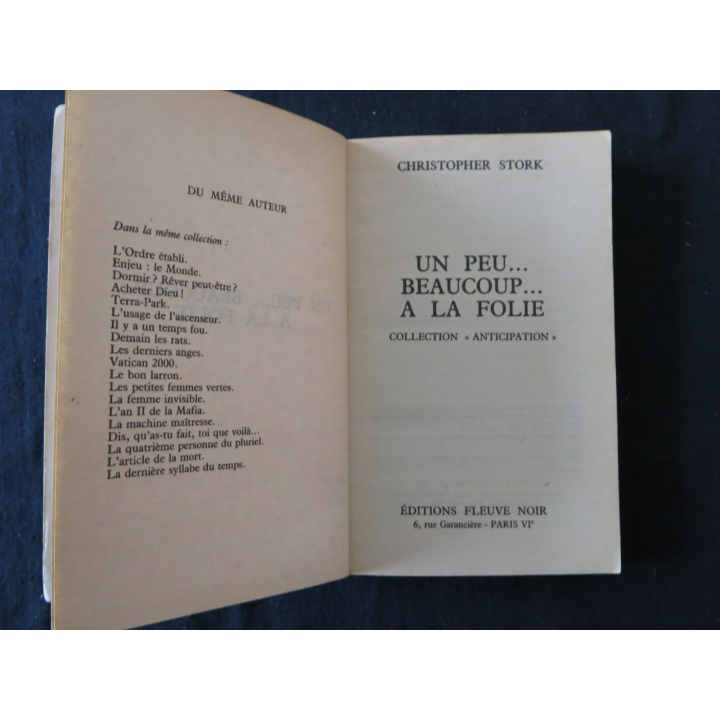 DU MÊME AUTEUR
Dans la même collection :
L'Ordre établi.
Enjeu : le Monde.
Dormir ? Rêver peut-être ?
Acheter Dieu !
Terra-Park.
L'usage de l'ascenseur.
Il y a un temps fou.
Demain les rats.
Les derniers anges.
Vatican 2000.
Le bon larron.
Les petites femmes vertes.
La femme invisible.
L'an II de la Mafia.
La machine maîtresse.
Dis, qu'as-tu fait, toi que voilà...
La quatrième personne du pluriel.
L'article de la mort.
La dernière syllabe du temps.
CHRISTOPHER STORK
UN PEU...
BEAUCOUP...
A LA FOLIE
COLLECTION « ANTICIPATION »
ÉDITIONS FLEUVE NOIR
6, rue Garancière - PARIS VIe